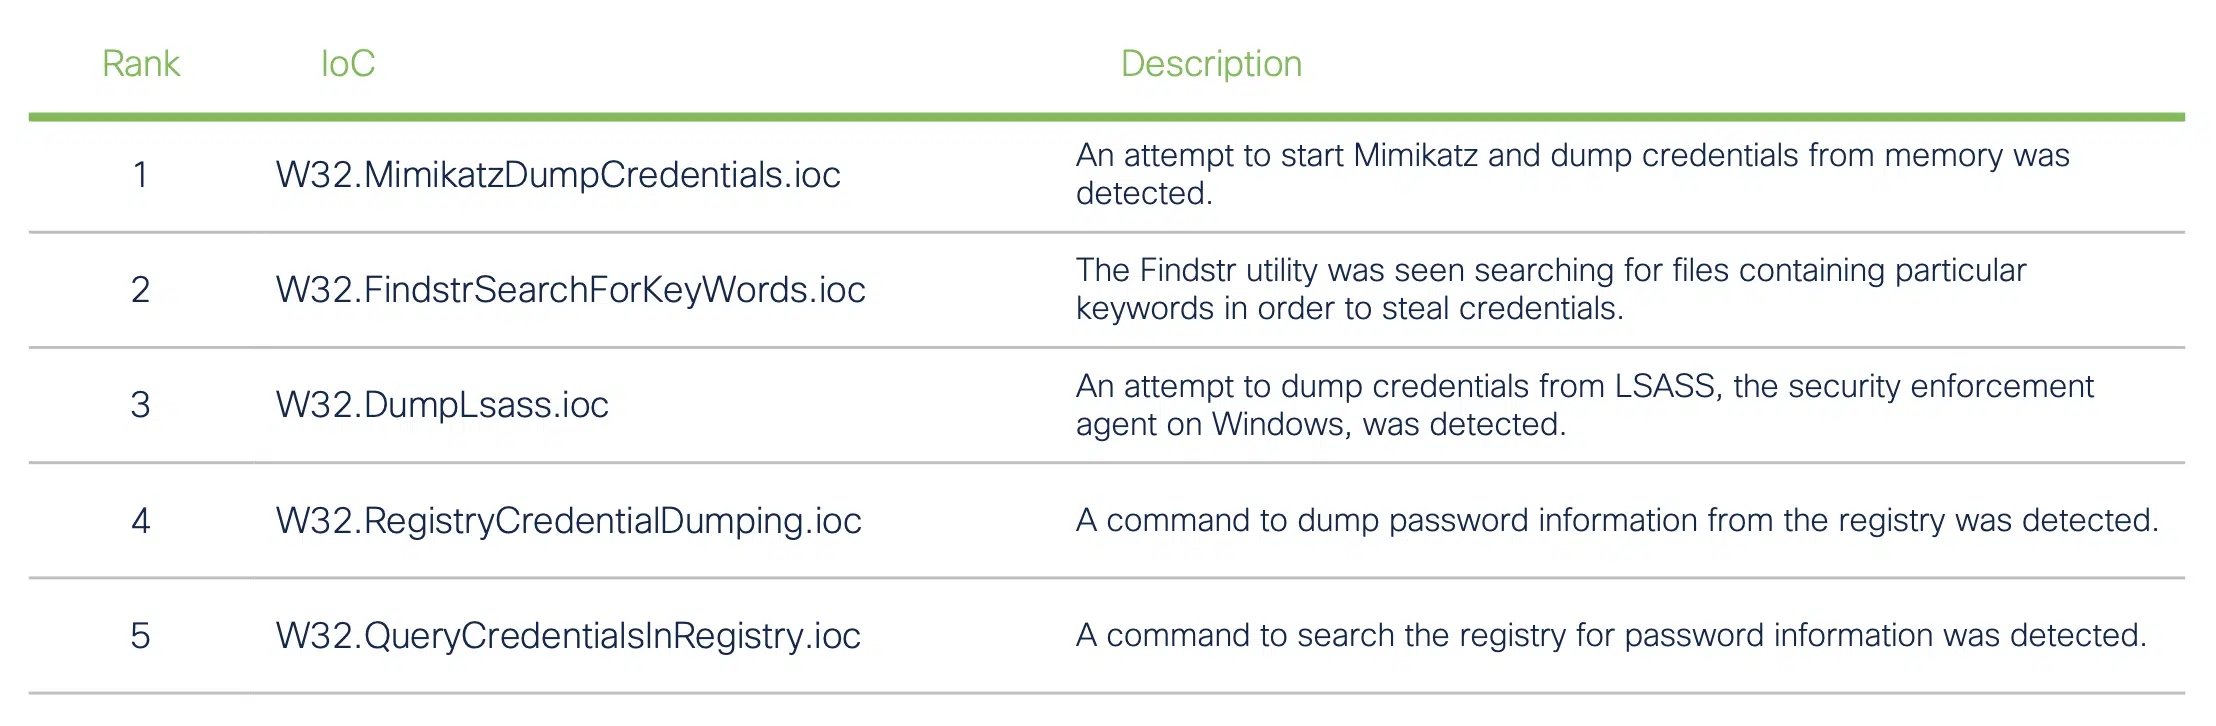 Rank IoC Description
1 W32.MimikatzDumpCredentials.ioc An attempt to start Mimikatz and dump credentials from memory was
detected.
2 W32.FindstrSearchForKeyWords.ioc The Findstr utility was seen searching for files containing particular
keywords in order to steal credentials.
3 W32.DumpLsass.ioc An attempt to dump credentials from LSASS, the security enforcement
agent on Windows, was detected.
4 W32.RegistryCredentialDumping.ioc A command to dump password information from the registry was detected.
5 W32.QueryCredentialsInRegistry.ioc A command to search the registry for password information was detected.